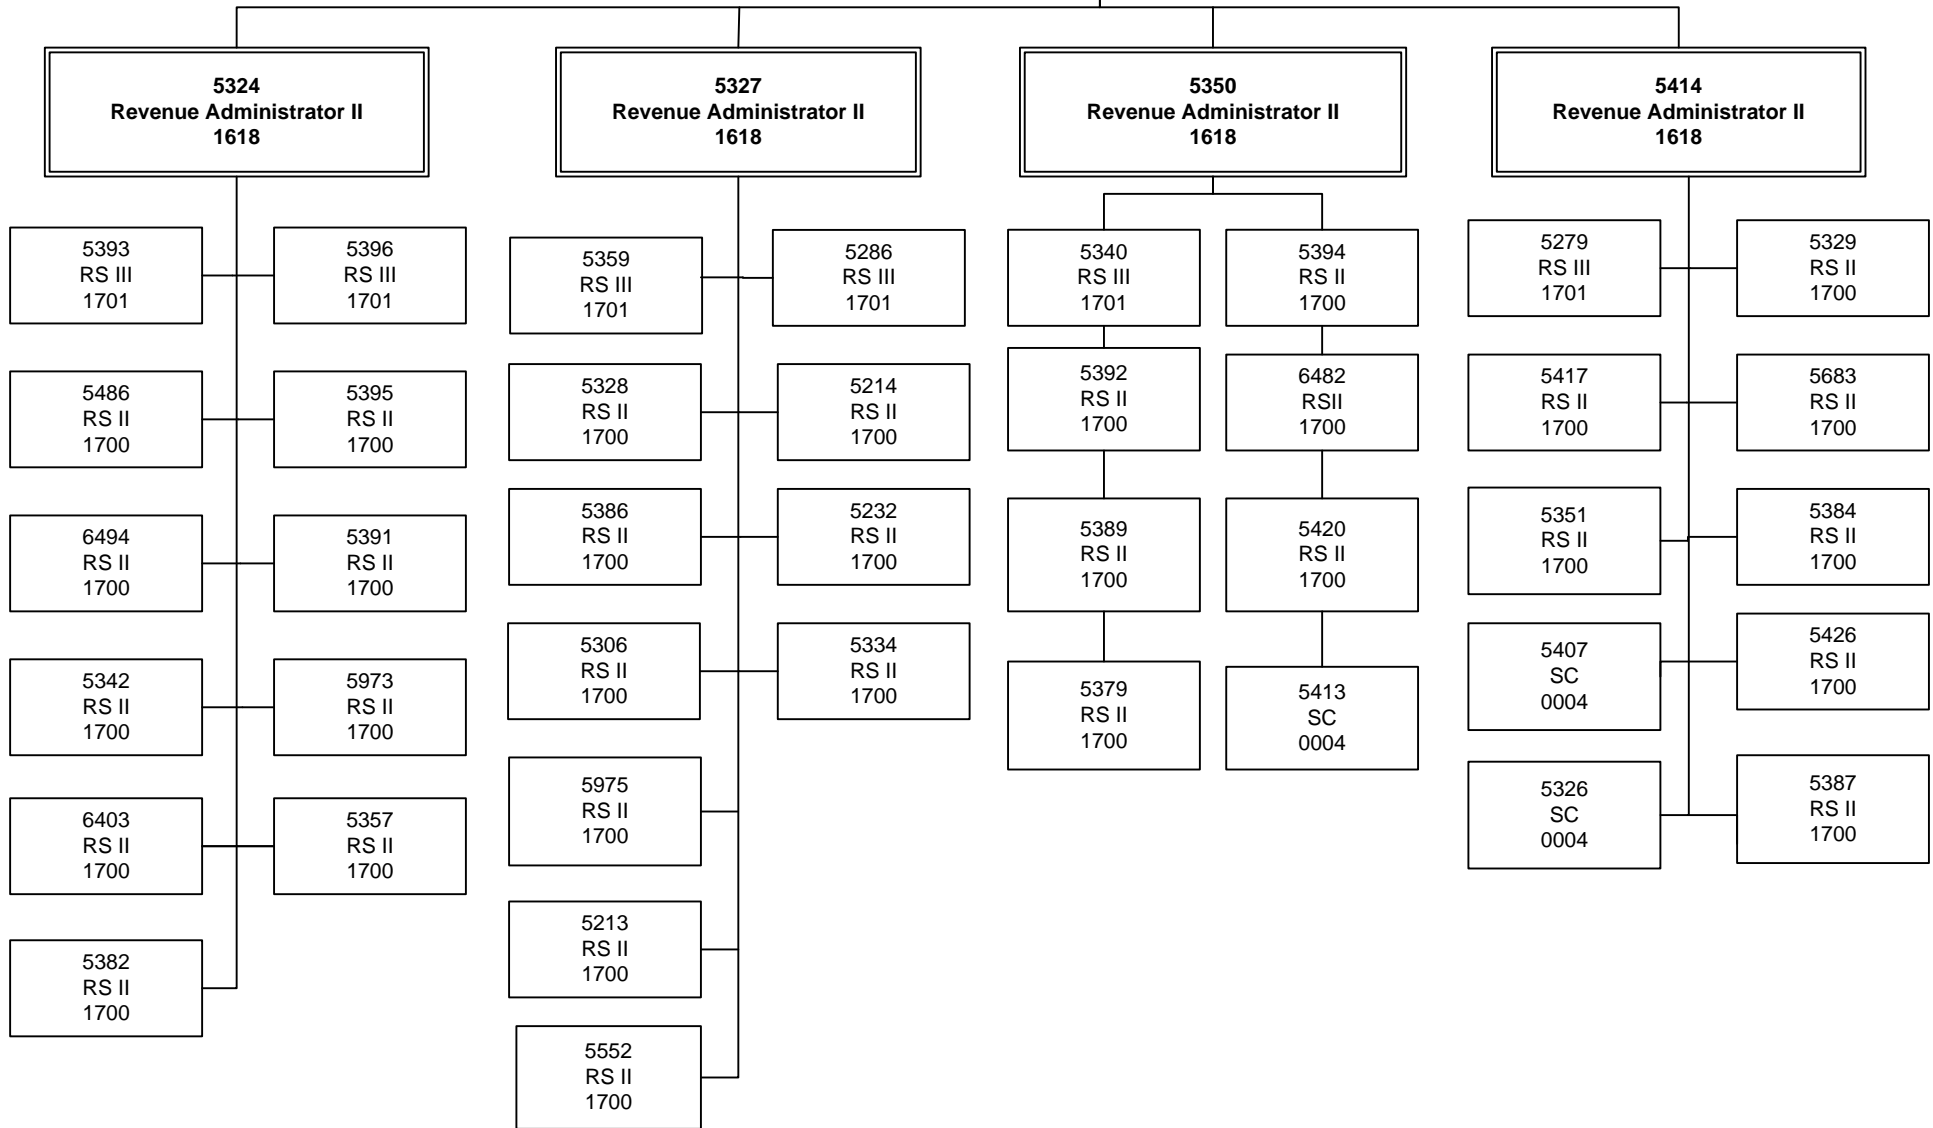 5324
Revenue Administrator II
1618
5327
Revenue Administrator II
1618
5350
Revenue Administrator II
1618
5414
Revenue Administrator II
1618
5393
RS III
1701
5396
RS III
1701
5486
RS II
1700
5395
RS II
1700
6494
RS II
1700
5391
RS II
1700
5342
RS II
1700
5973
RS II
1700
6403
RS II
1700
5357
RS II
1700
5382
RS II
1700
5359
RS III
1701
5286
RS III
1701
5328
RS II
1700
5214
RS II
1700
5386
RS II
1700
5232
RS II
1700
5306
RS II
1700
5334
RS II
1700
5975
RS II
1700
5213
RS II
1700
5552
RS II
1700
5340
RS III
1701
5394
RS II
1700
5392
RS II
1700
6482
RSII
1700
5389
RS II
1700
5420
RS II
1700
5379
RS II
1700
5413
SC
0004
5279
RS III
1701
5329
RS II
1700
5417
RS II
1700
5683
RS II
1700
5351
RS II
1700
5384
RS II
1700
5407
SC
0004
5426
RS II
1700
5326
SC
0004
5387
RS II
1700